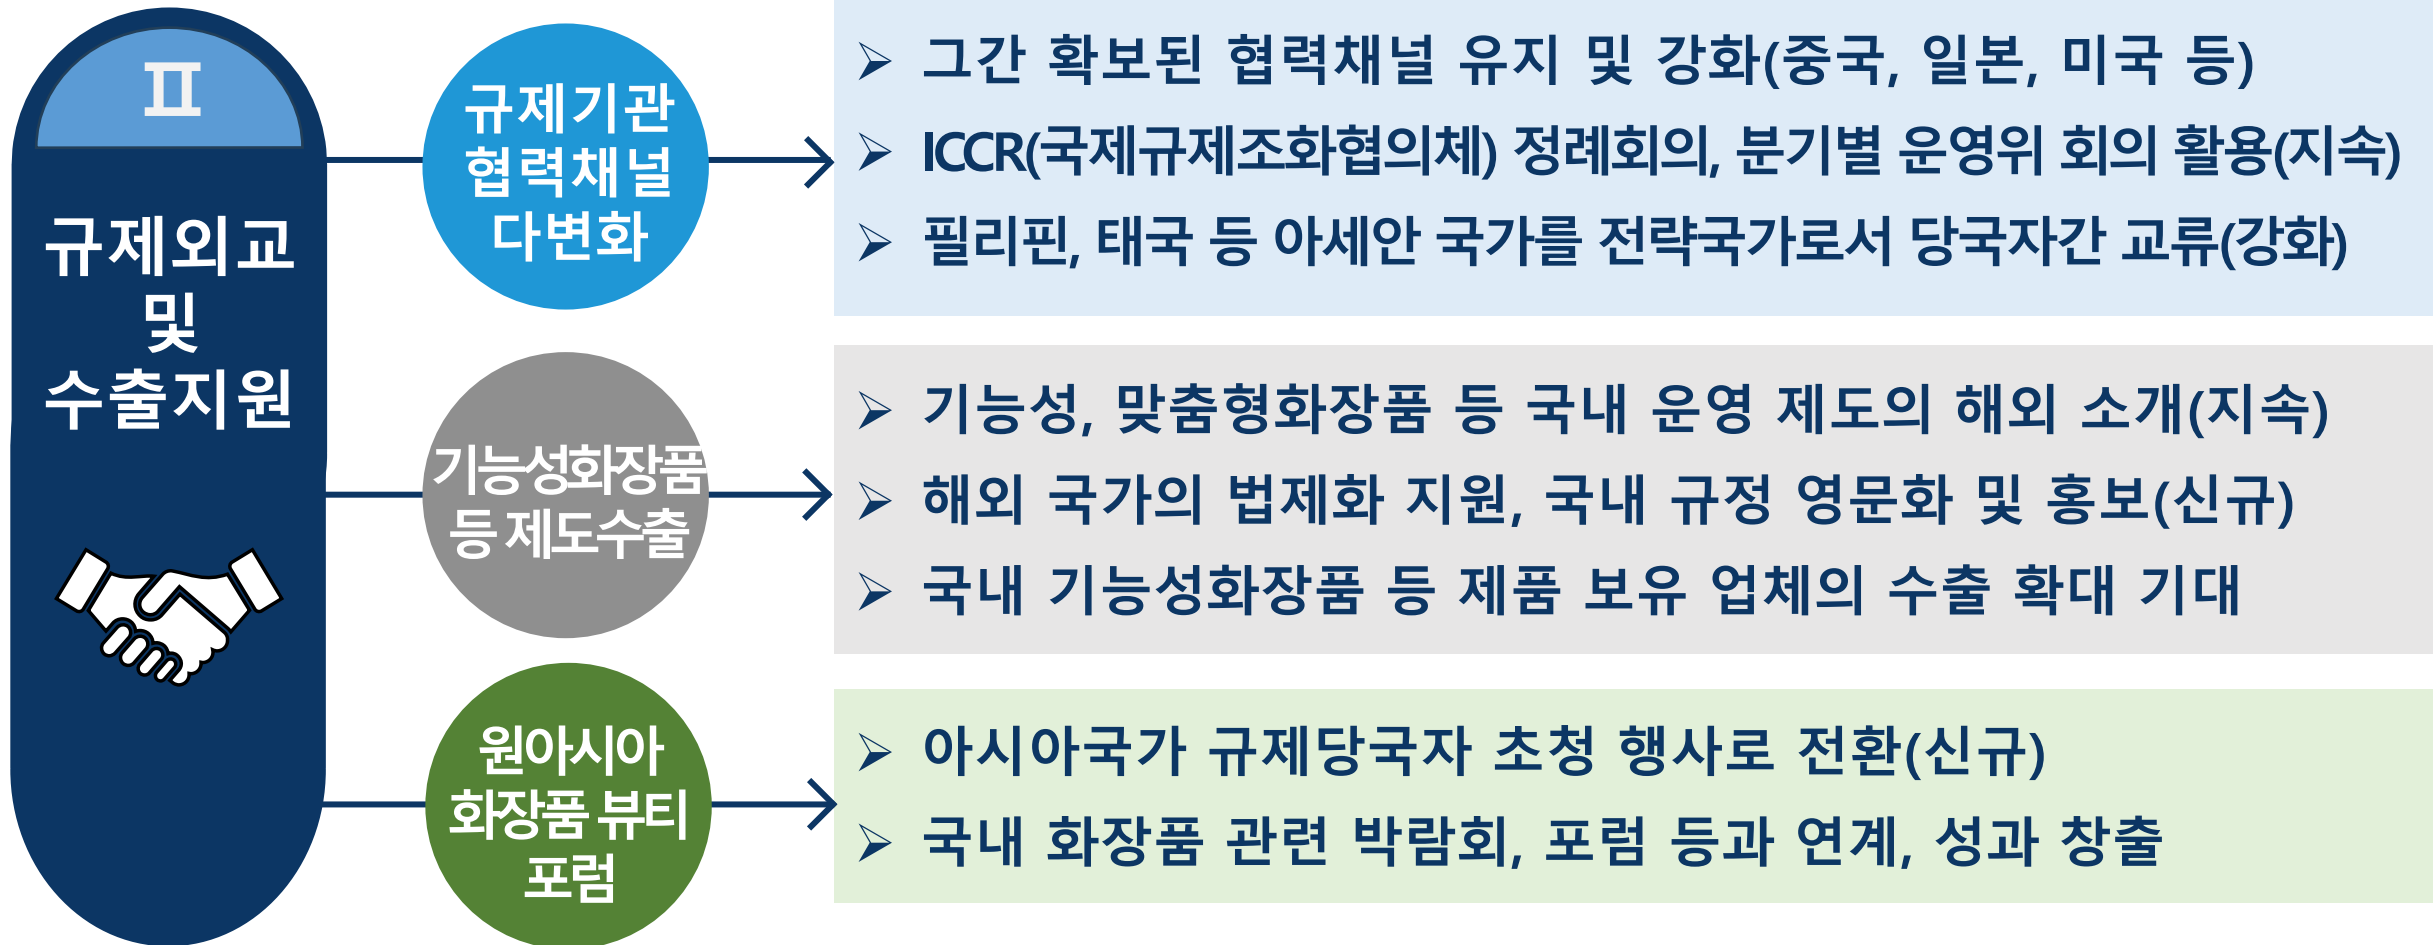 Ⅱ
규제외교
및
수출지원
규제기관
협력채널
다변화
➢ 그간 확보된 협력채널 유지 및 강화(중국, 일본, 미국 등)
➢ ICCR(국제규제조화협의체) 정례회의, 분기별 운영위 회의 활용(지속)
➢ 필리핀, 태국 등 아세안 국가를 전략국가로서 당국자간 교류(강화)
기능성화장품
등 제도수출
➢ 기능성, 맞춤형화장품 등 국내 운영 제도의 해외 소개(지속)
➢ 해외 국가의 법제화 지원, 국내 규정 영문화 및 홍보(신규)
➢ 국내 기능성화장품 등 제품 보유 업체의 수출 확대 기대
원아시아
화장품 뷰티
포럼
➢ 아시아국가 규제당국자 초청 행사로 전환(신규)
➢ 국내 화장품 관련 박람회, 포럼 등과 연계, 성과 창출